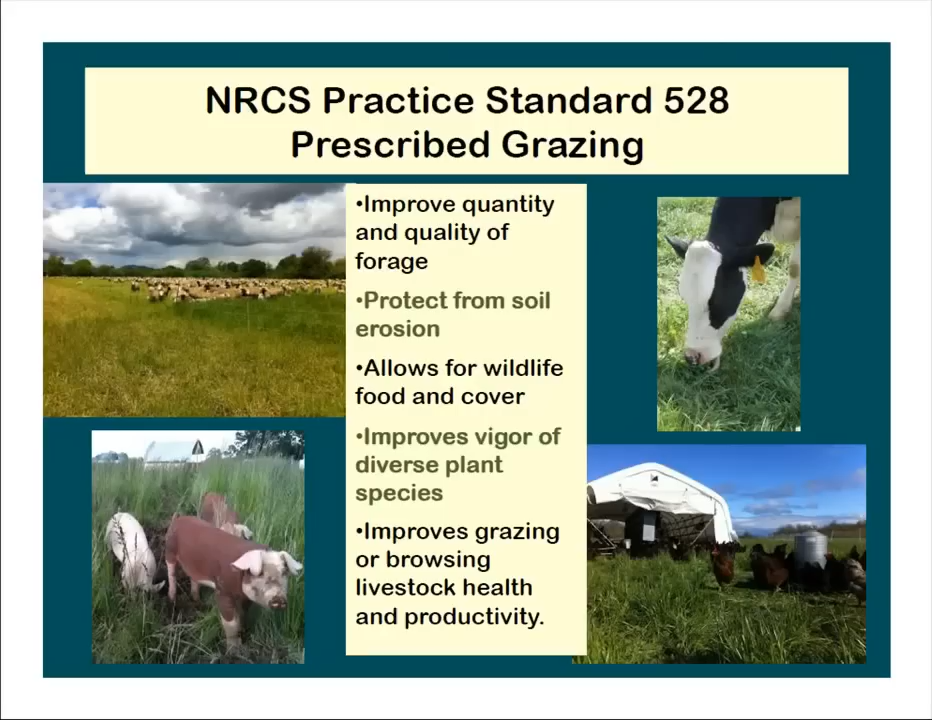 NRCS Practice Standard 528
Prescribed Grazing
•Improve quantity
and quality of
forage
•Protect from soil
erosion
•Allows for wildlife
food and cover
•Improves vigor of
diverse plant
species
•Improves grazing
or browsing
livestock health
and productivity.